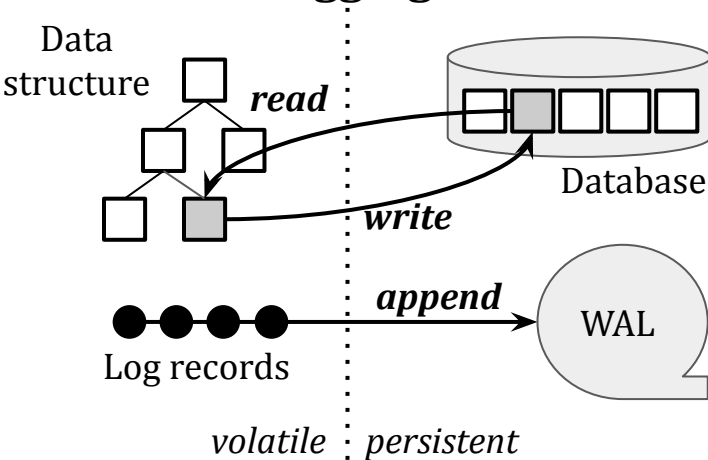 Data
structure
read
Database
write
append
WAL
Log records
volatile
persistent